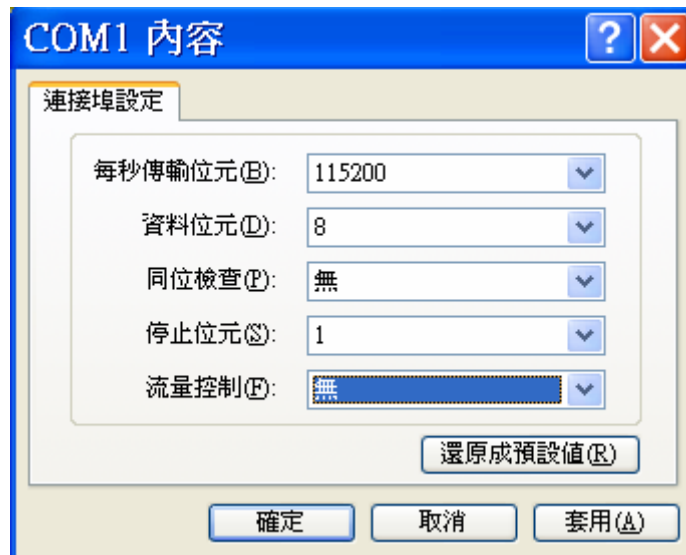 COM1 內容
連接埠設定
每秒傳輸位元(B): 115200
資料位元(D): 8
同位檢查(P): 無
停止位元(S): 1
流量控制(F): 無
還原成預設值(R)
確定 取消 套用(A)